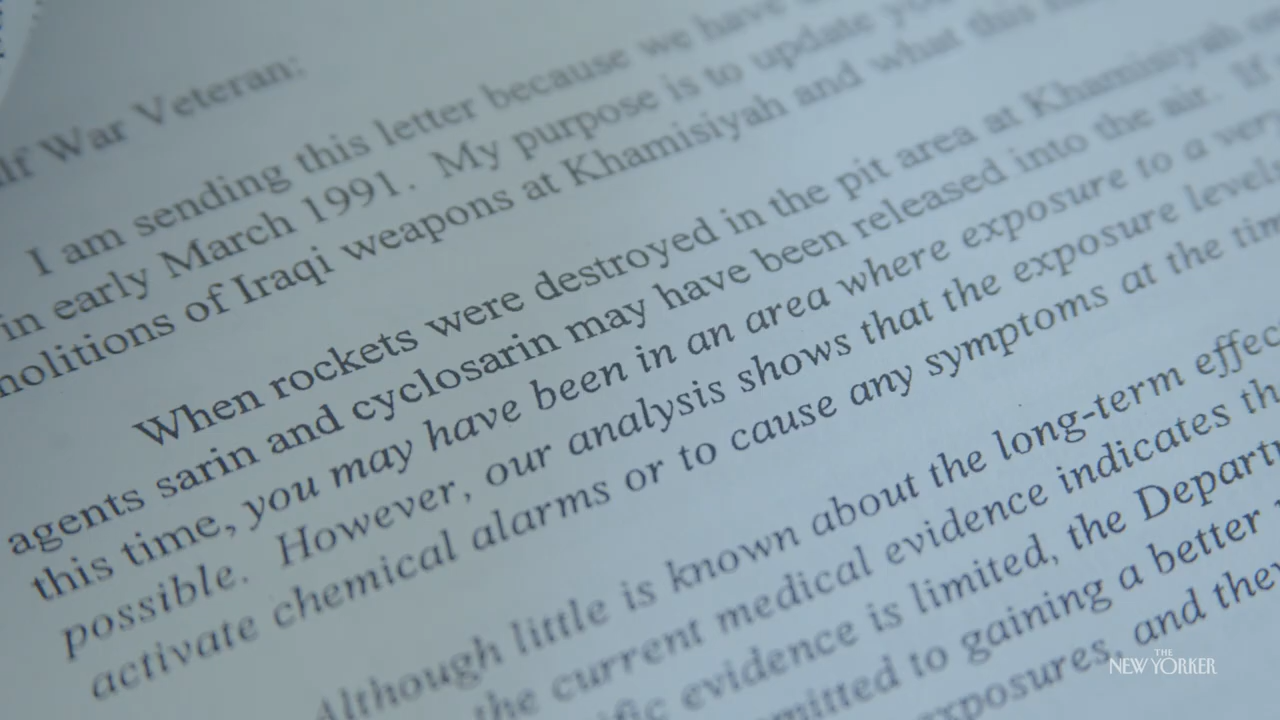 lf War Veteran:
I am sending this letter because we have
in early March 1991. My purpose is to update
molitions of Iraqi weapons at Khamisiyah and what this
When rockets were destroyed in the pit area at Khamisiyah
agents sarin and cyclosarin may have been released into the air. If
this time, you may have been in an area where exposure to a very
possible. However, our analysis shows that the exposure levels
activate chemical alarms or to cause any symptoms at the tim
Although little is known about the long-term effec
the current medical evidence indicates th
fic evidence is limited, the Depart
mitted to gaining a better
exposures, and they
THE
NEW YORKER